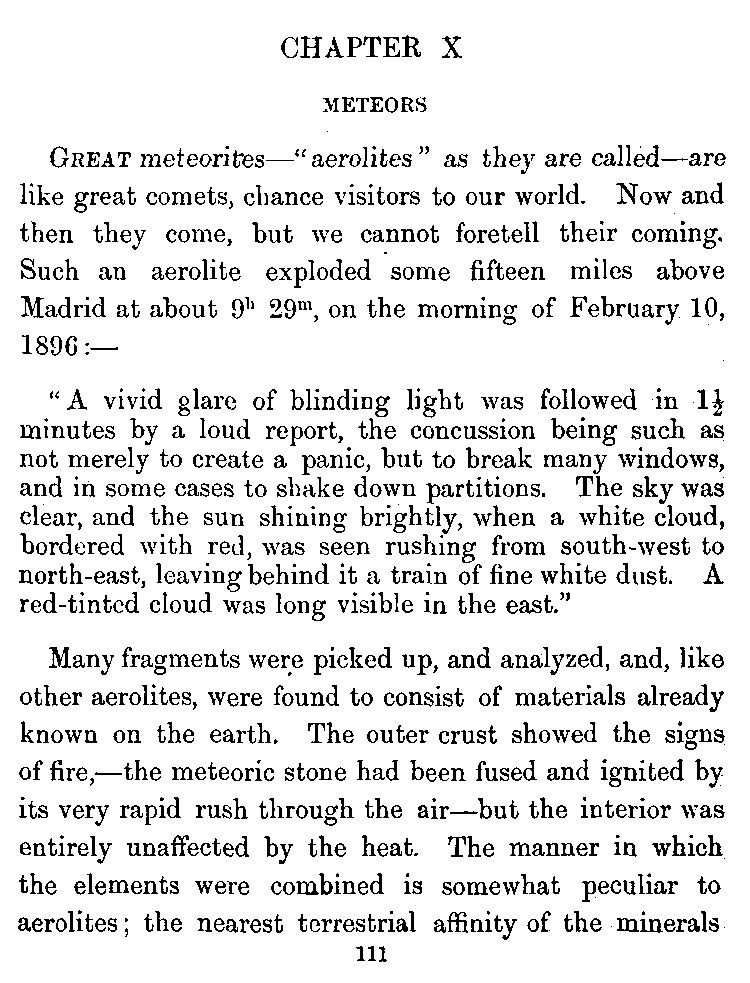 CHAPTER X
METEORS
GREAT meteorites—“aerolites” as they are called—are
like great comets, chance visitors to our world. Now and
then they come, but we cannot foretell their coming.
Such an aerolite exploded some fifteen miles above
Madrid at about 9ʰ 29ᵐ, on the morning of February 10,
1896:—
“A vivid glare of blinding light was followed in 1½
minutes by a loud report, the concussion being such as
not merely to create a panic, but to break many windows,
and in some cases to shake down partitions. The sky was
clear, and the sun shining brightly, when a white cloud,
bordered with red, was seen rushing from south-west to
north-east, leaving behind it a train of fine white dust. A
red-tinted cloud was long visible in the east.”
Many fragments were picked up, and analyzed, and, like
other aerolites, were found to consist of materials already
known on the earth. The outer crust showed the signs
of fire,—the meteoric stone had been fused and ignited by
its very rapid rush through the air—but the interior was
entirely unaffected by the heat. The manner in which
the elements were combined is somewhat peculiar to
aerolites; the nearest terrestrial affinity of the minerals
111